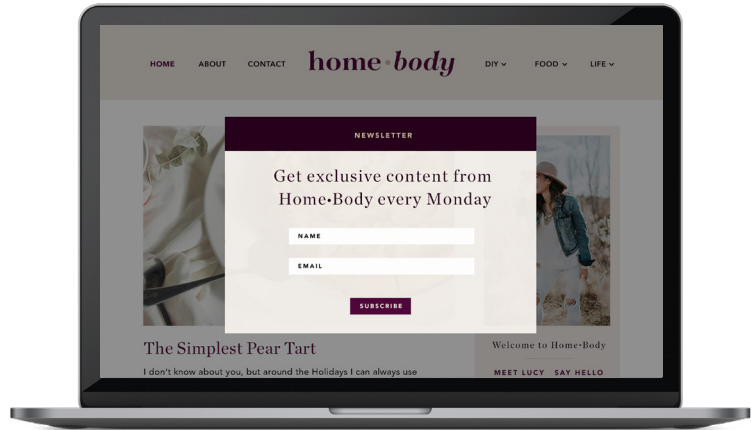 HOME ABOUT CONTACT home•body DIY FOOD LIFE
NEWSLETTER
Get exclusive content from
Home•Body every Monday
NAME
EMAIL
SUBSCRIBE
The Simplest Pear Tart
I don't know about you, but around the Holidays I can always use
Welcome to Home•Body
MEET LUCY SAY HELLO